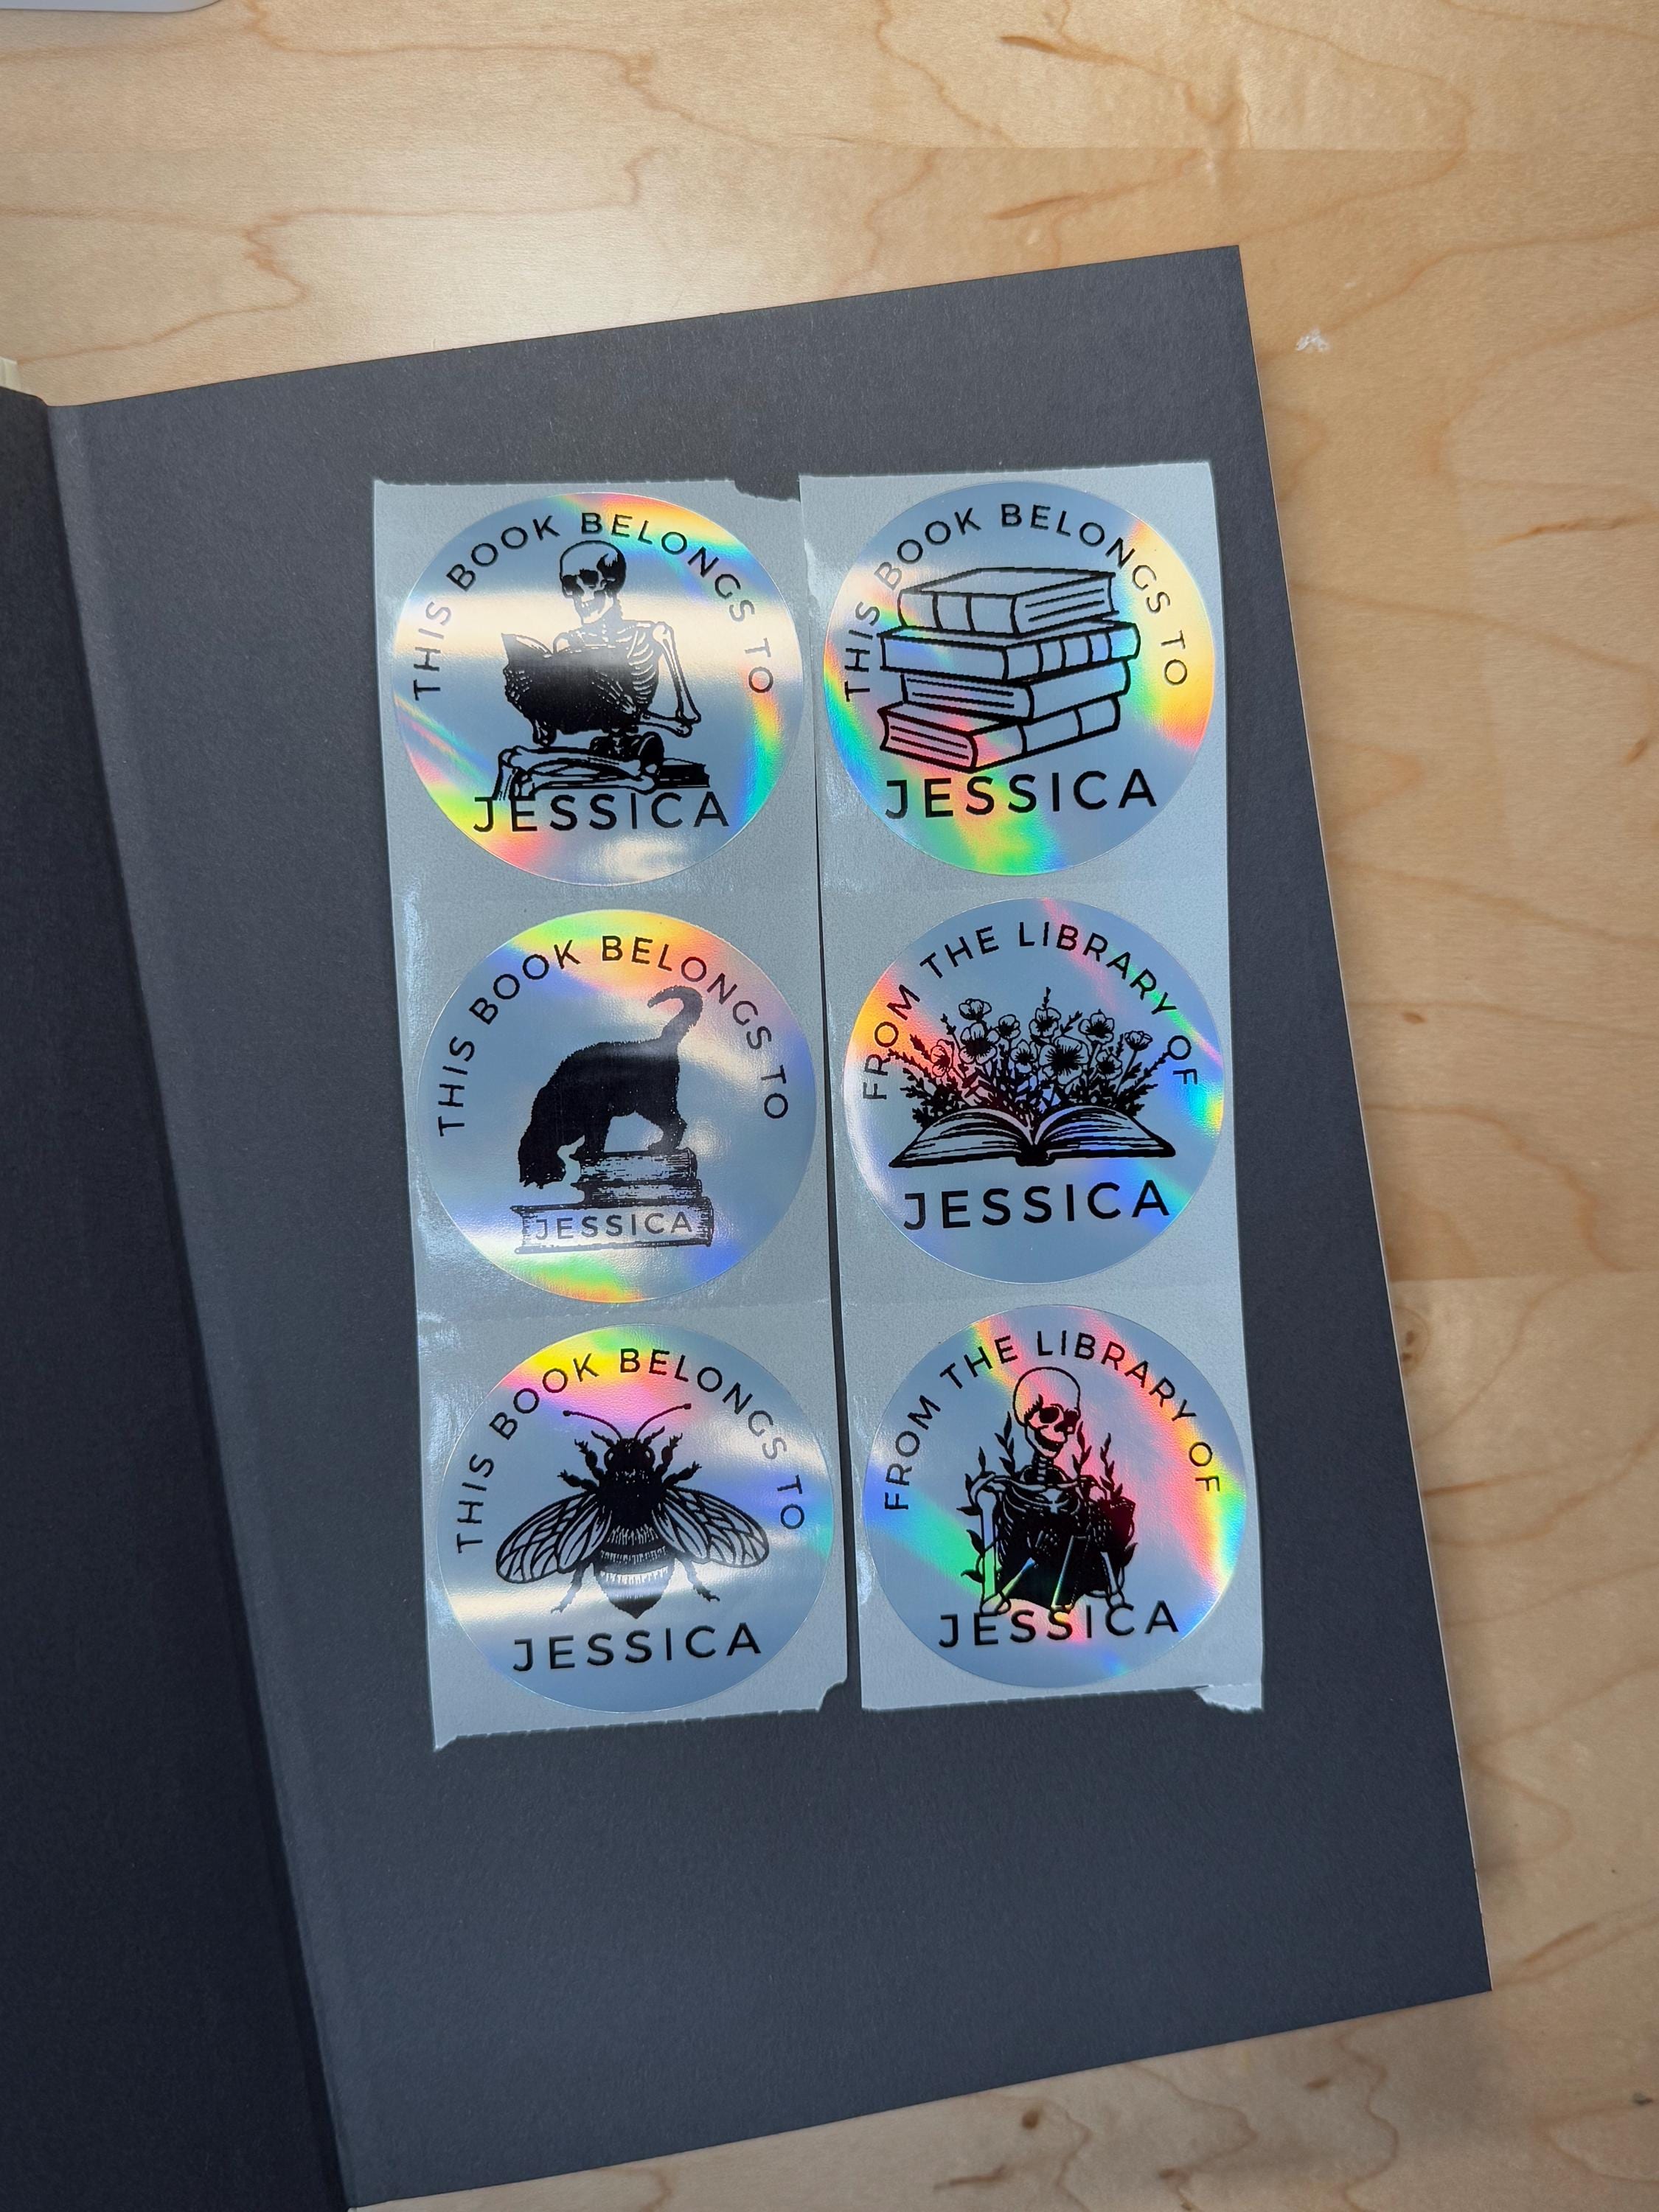 THIS BOOK BELONGS TO
JESSICA
THIS BOOK BELONGS TO
JESSICA
THIS BOOK BELONGS TO
JESSICA
FROM THE LIBRARY OF
JESSICA
THIS BOOK BELONGS TO
JESSICA
FROM THE LIBRARY OF
JESSICA